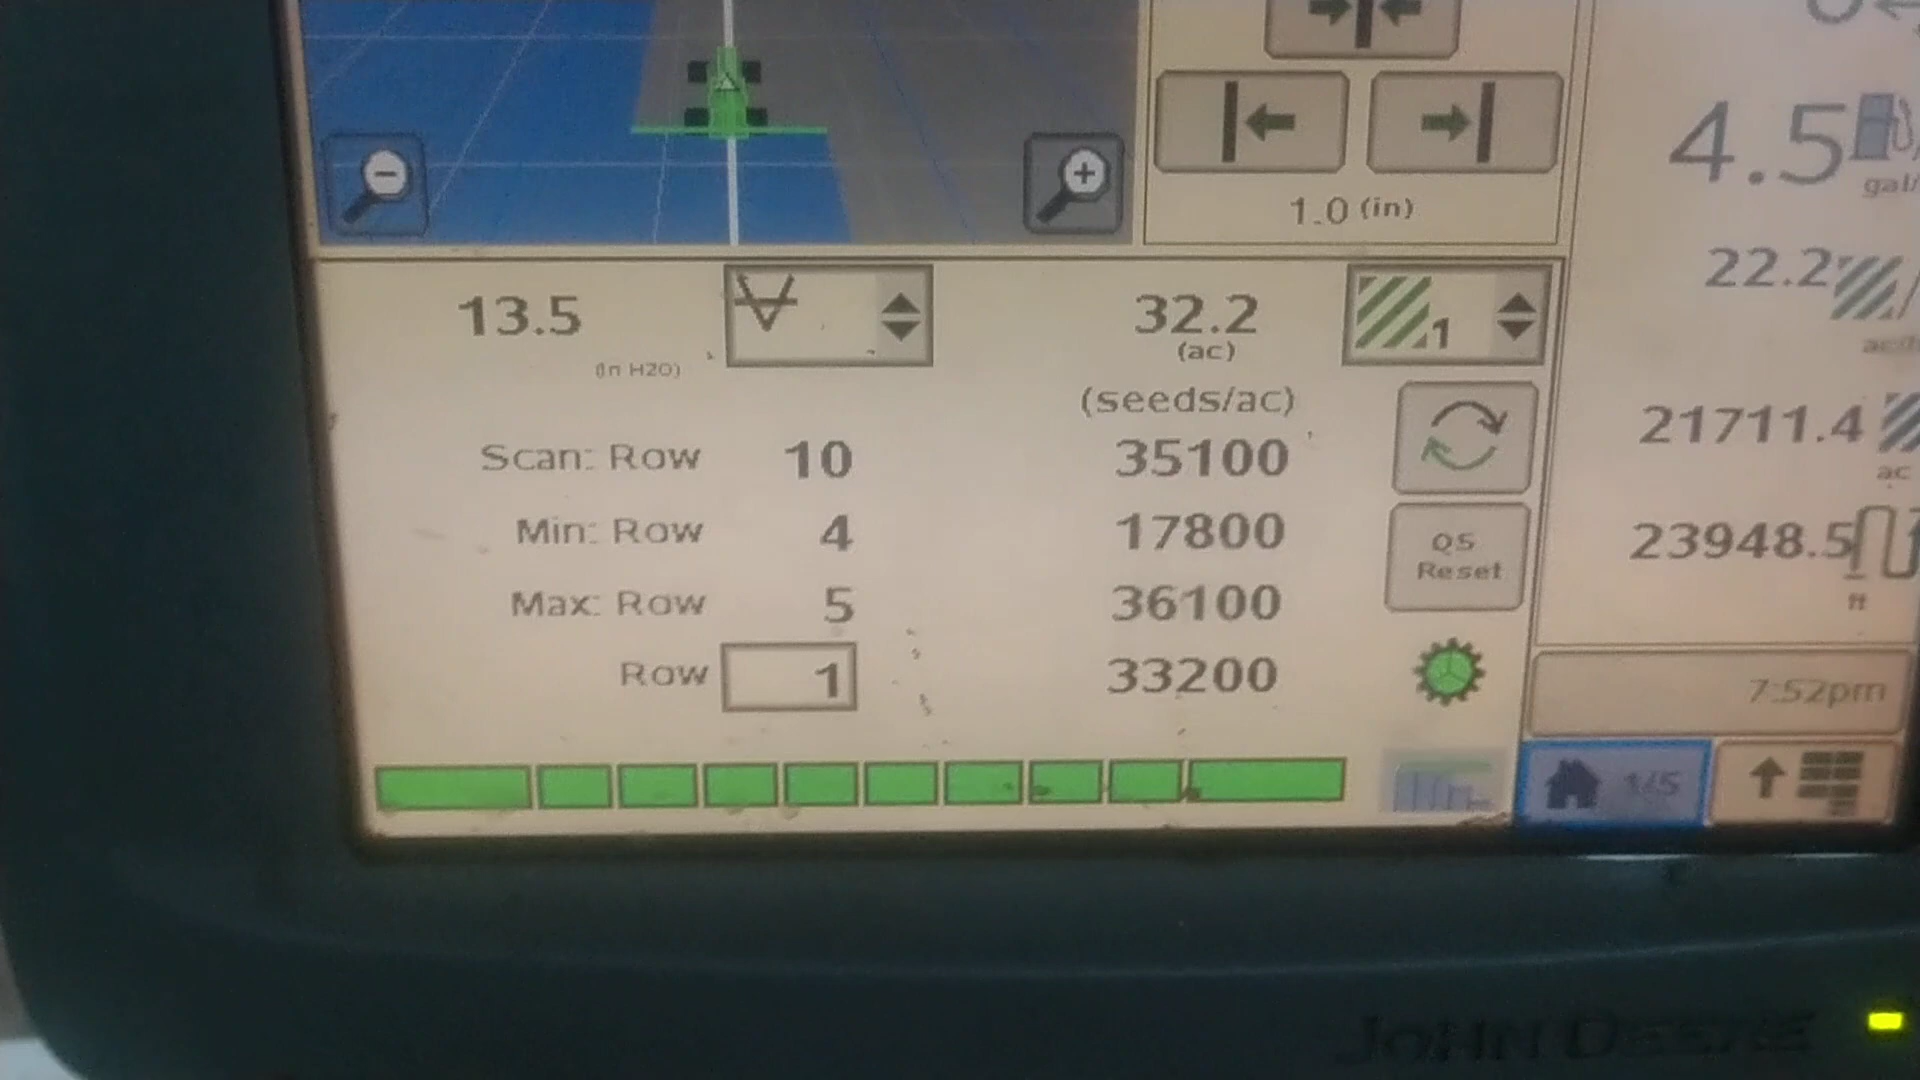 1.0 (in)
4.5
gal/
22.2
13.5
(In H2O)
32.2
(ac)
1
(seeds/ac)
Scan: Row 10 35100
Min: Row 4 17800
Max: Row 5 36100
Row 1 33200
QS
Reset
21711.4
ac
23948.5
ft
7:52pm
1/5
JOHN DEERE